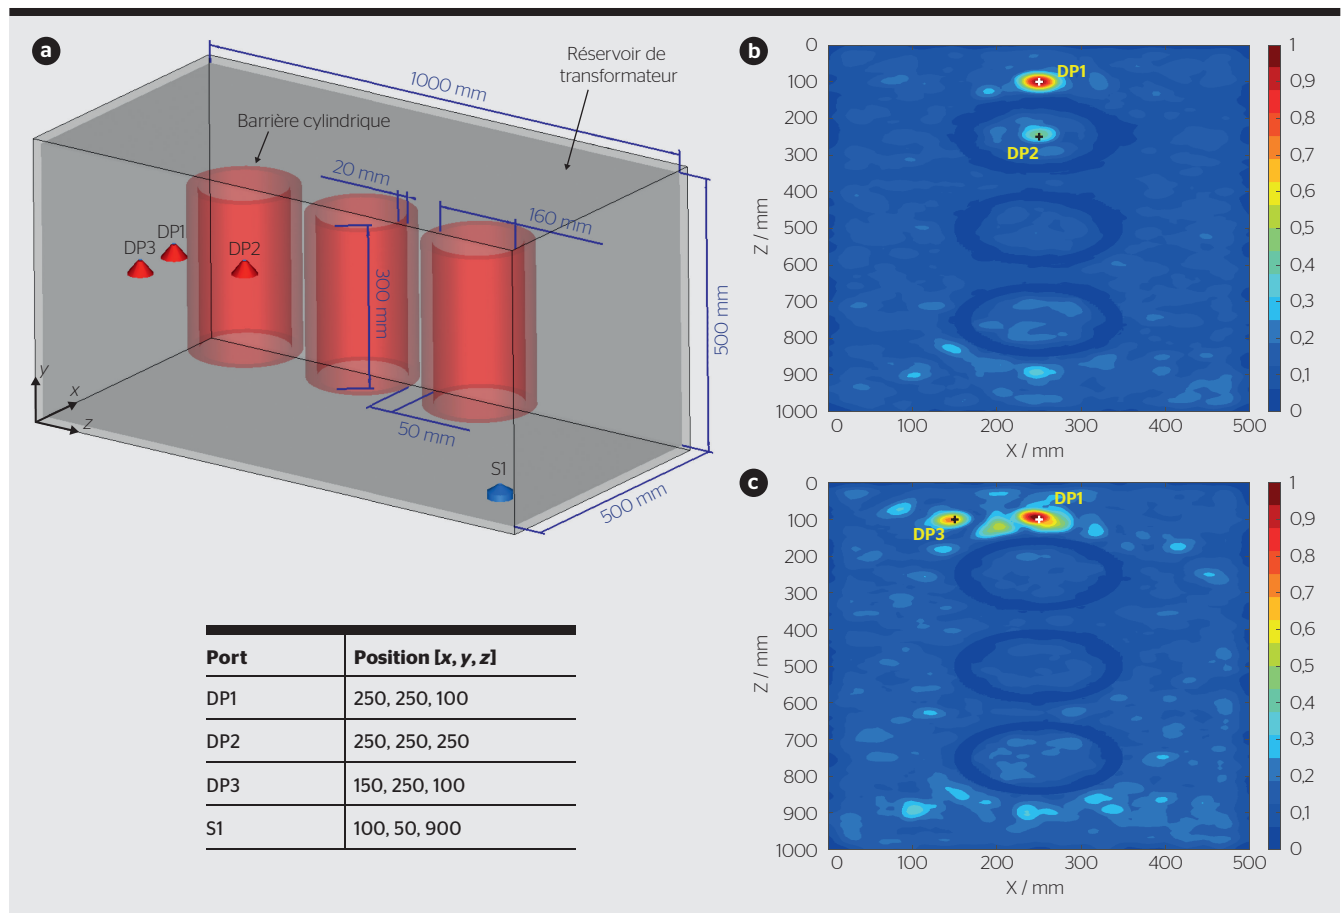 a
Réservoir de
transformateur
1000 mm
Barrière cylindrique
20 mm
160 mm
DP1
DP3
DP2
300 mm
500 mm
y
x
z
50 mm
S1
500 mm
Port Position [x, y, z]
DP1 250, 250, 100
DP2 250, 250, 250
DP3 150, 250, 100
S1 100, 50, 900
b
0
100
200
300
400
500
600
700
800
900
1000
Z / mm
DP1
DP2
0 100 200 300 400 500
X / mm
1
0,9
0,8
0,7
0,6
0,5
0,4
0,3
0,2
0,1
0
c
0
100
200
300
400
500
600
700
800
900
1000
Z / mm
DP1
DP3
0 100 200 300 400 500
X / mm
1
0,9
0,8
0,7
0,6
0,5
0,4
0,3
0,2
0,1
0